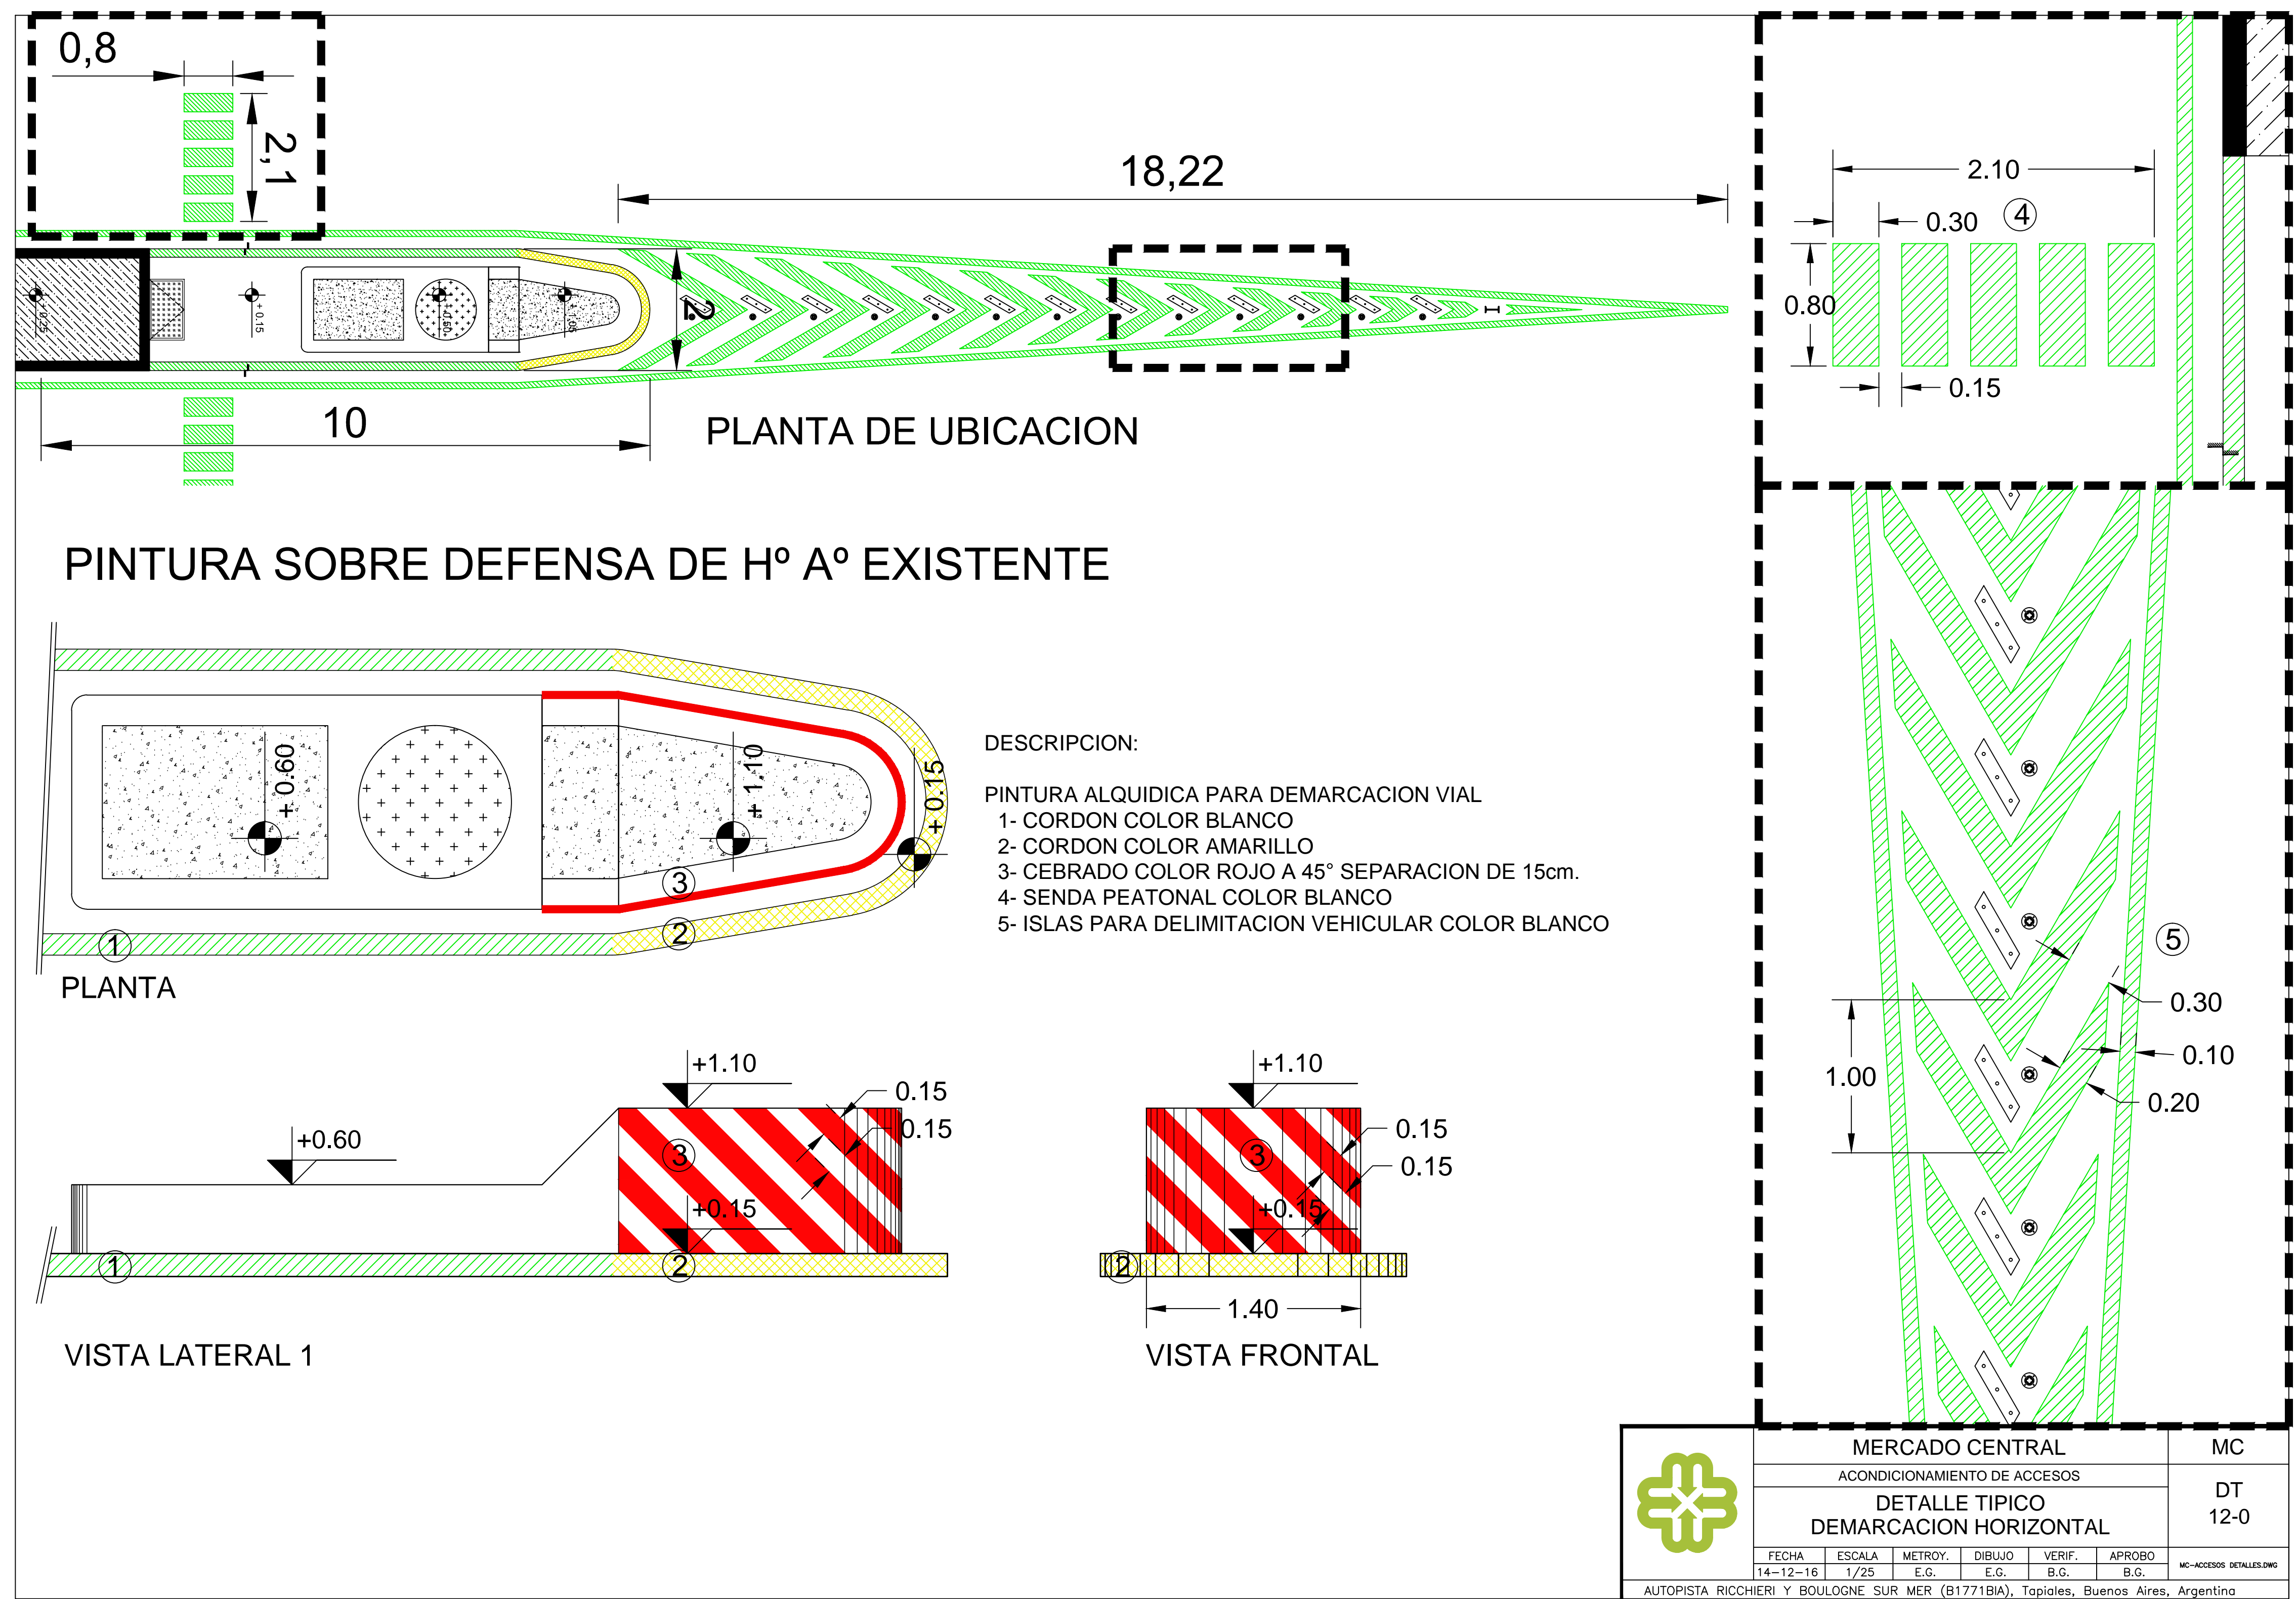 0,8
2,1
18,22
2
10
+ 0.15
PLANTA DE UBICACION
2.10
0.30
4
0.80
0.15
PINTURA SOBRE DEFENSA DE Hº Aº EXISTENTE
+ 0.60
+ 1.10
+ 0.15
3
2
1
PLANTA
DESCRIPCION:
PINTURA ALQUIDICA PARA DEMARCACION VIAL
1- CORDON COLOR BLANCO
2- CORDON COLOR AMARILLO
3- CEBRADO COLOR ROJO A 45° SEPARACION DE 15cm.
4- SENDA PEATONAL COLOR BLANCO
5- ISLAS PARA DELIMITACION VEHICULAR COLOR BLANCO
5
0.30
0.10
0.20
1.00
+1.10
0.15
0.15
+0.60
3
+0.15
1
2
VISTA LATERAL 1
+1.10
0.15
0.15
3
+0.15
2
1.40
VISTA FRONTAL
MERCADO CENTRAL
MC
ACONDICIONAMIENTO DE ACCESOS
DETALLE TIPICO
DEMARCACION HORIZONTAL
DT
12-0
FECHA ESCALA METROY. DIBUJO VERIF. APROBO
14-12-16 1/25 E.G. E.G. B.G. B.G.
MC-ACCESOS DETALLES.DWG
AUTOPISTA RICCHIERI Y BOULOGNE SUR MER (B1771BIA), Tapiales, Buenos Aires, Argentina